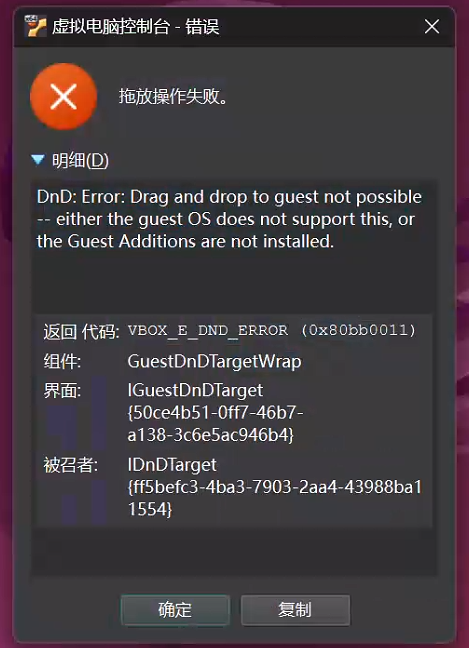 虚拟电脑控制台 - 错误
拖放操作失败。
明细(D)
DnD: Error: Drag and drop to guest not possible
-- either the guest OS does not support this, or
the Guest Additions are not installed.
返回 代码: VBOX_E_DND_ERROR (0x80bb0011)
组件: GuestDnDTargetWrap
界面: IGuestDnDTarget
{50ce4b51-0ff7-46b7-
a138-3c6e5ac946b4}
被召者: IDnDTarget
{ff5befc3-4ba3-7903-2aa4-43988ba1
1554}
确定 复制